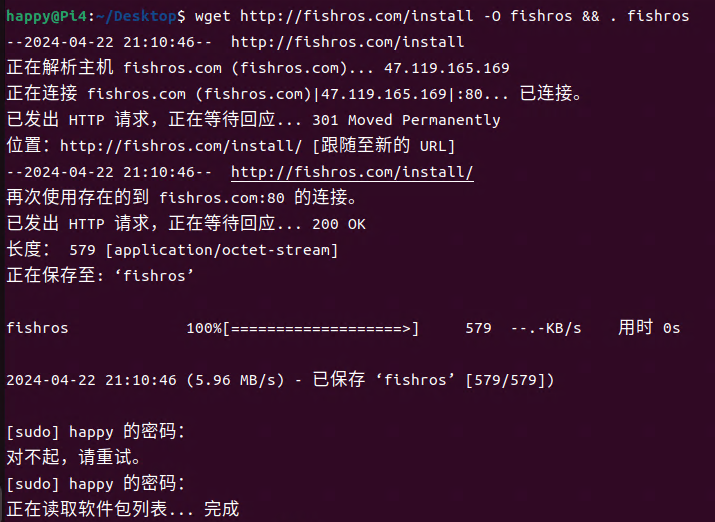 happy@Pi4:~/Desktop$ wget http://fishros.com/install -O fishros && . fishros
--2024-04-22 21:10:46--  http://fishros.com/install
正在解析主机 fishros.com (fishros.com)... 47.119.165.169
正在连接 fishros.com (fishros.com)|47.119.165.169|:80... 已连接。
已发出 HTTP 请求，正在等待回应... 301 Moved Permanently
位置：http://fishros.com/install/ [跟随至新的 URL]
--2024-04-22 21:10:46--  http://fishros.com/install/
再次使用存在的到 fishros.com:80 的连接。
已发出 HTTP 请求，正在等待回应... 200 OK
长度： 579 [application/octet-stream]
正在保存至: ‘fishros’
fishros             100%[===================>]     579  --.-KB/s    用时 0s
2024-04-22 21:10:46 (5.96 MB/s) - 已保存 ‘fishros’ [579/579])
[sudo] happy 的密码：
对不起，请重试。
[sudo] happy 的密码：
正在读取软件包列表... 完成